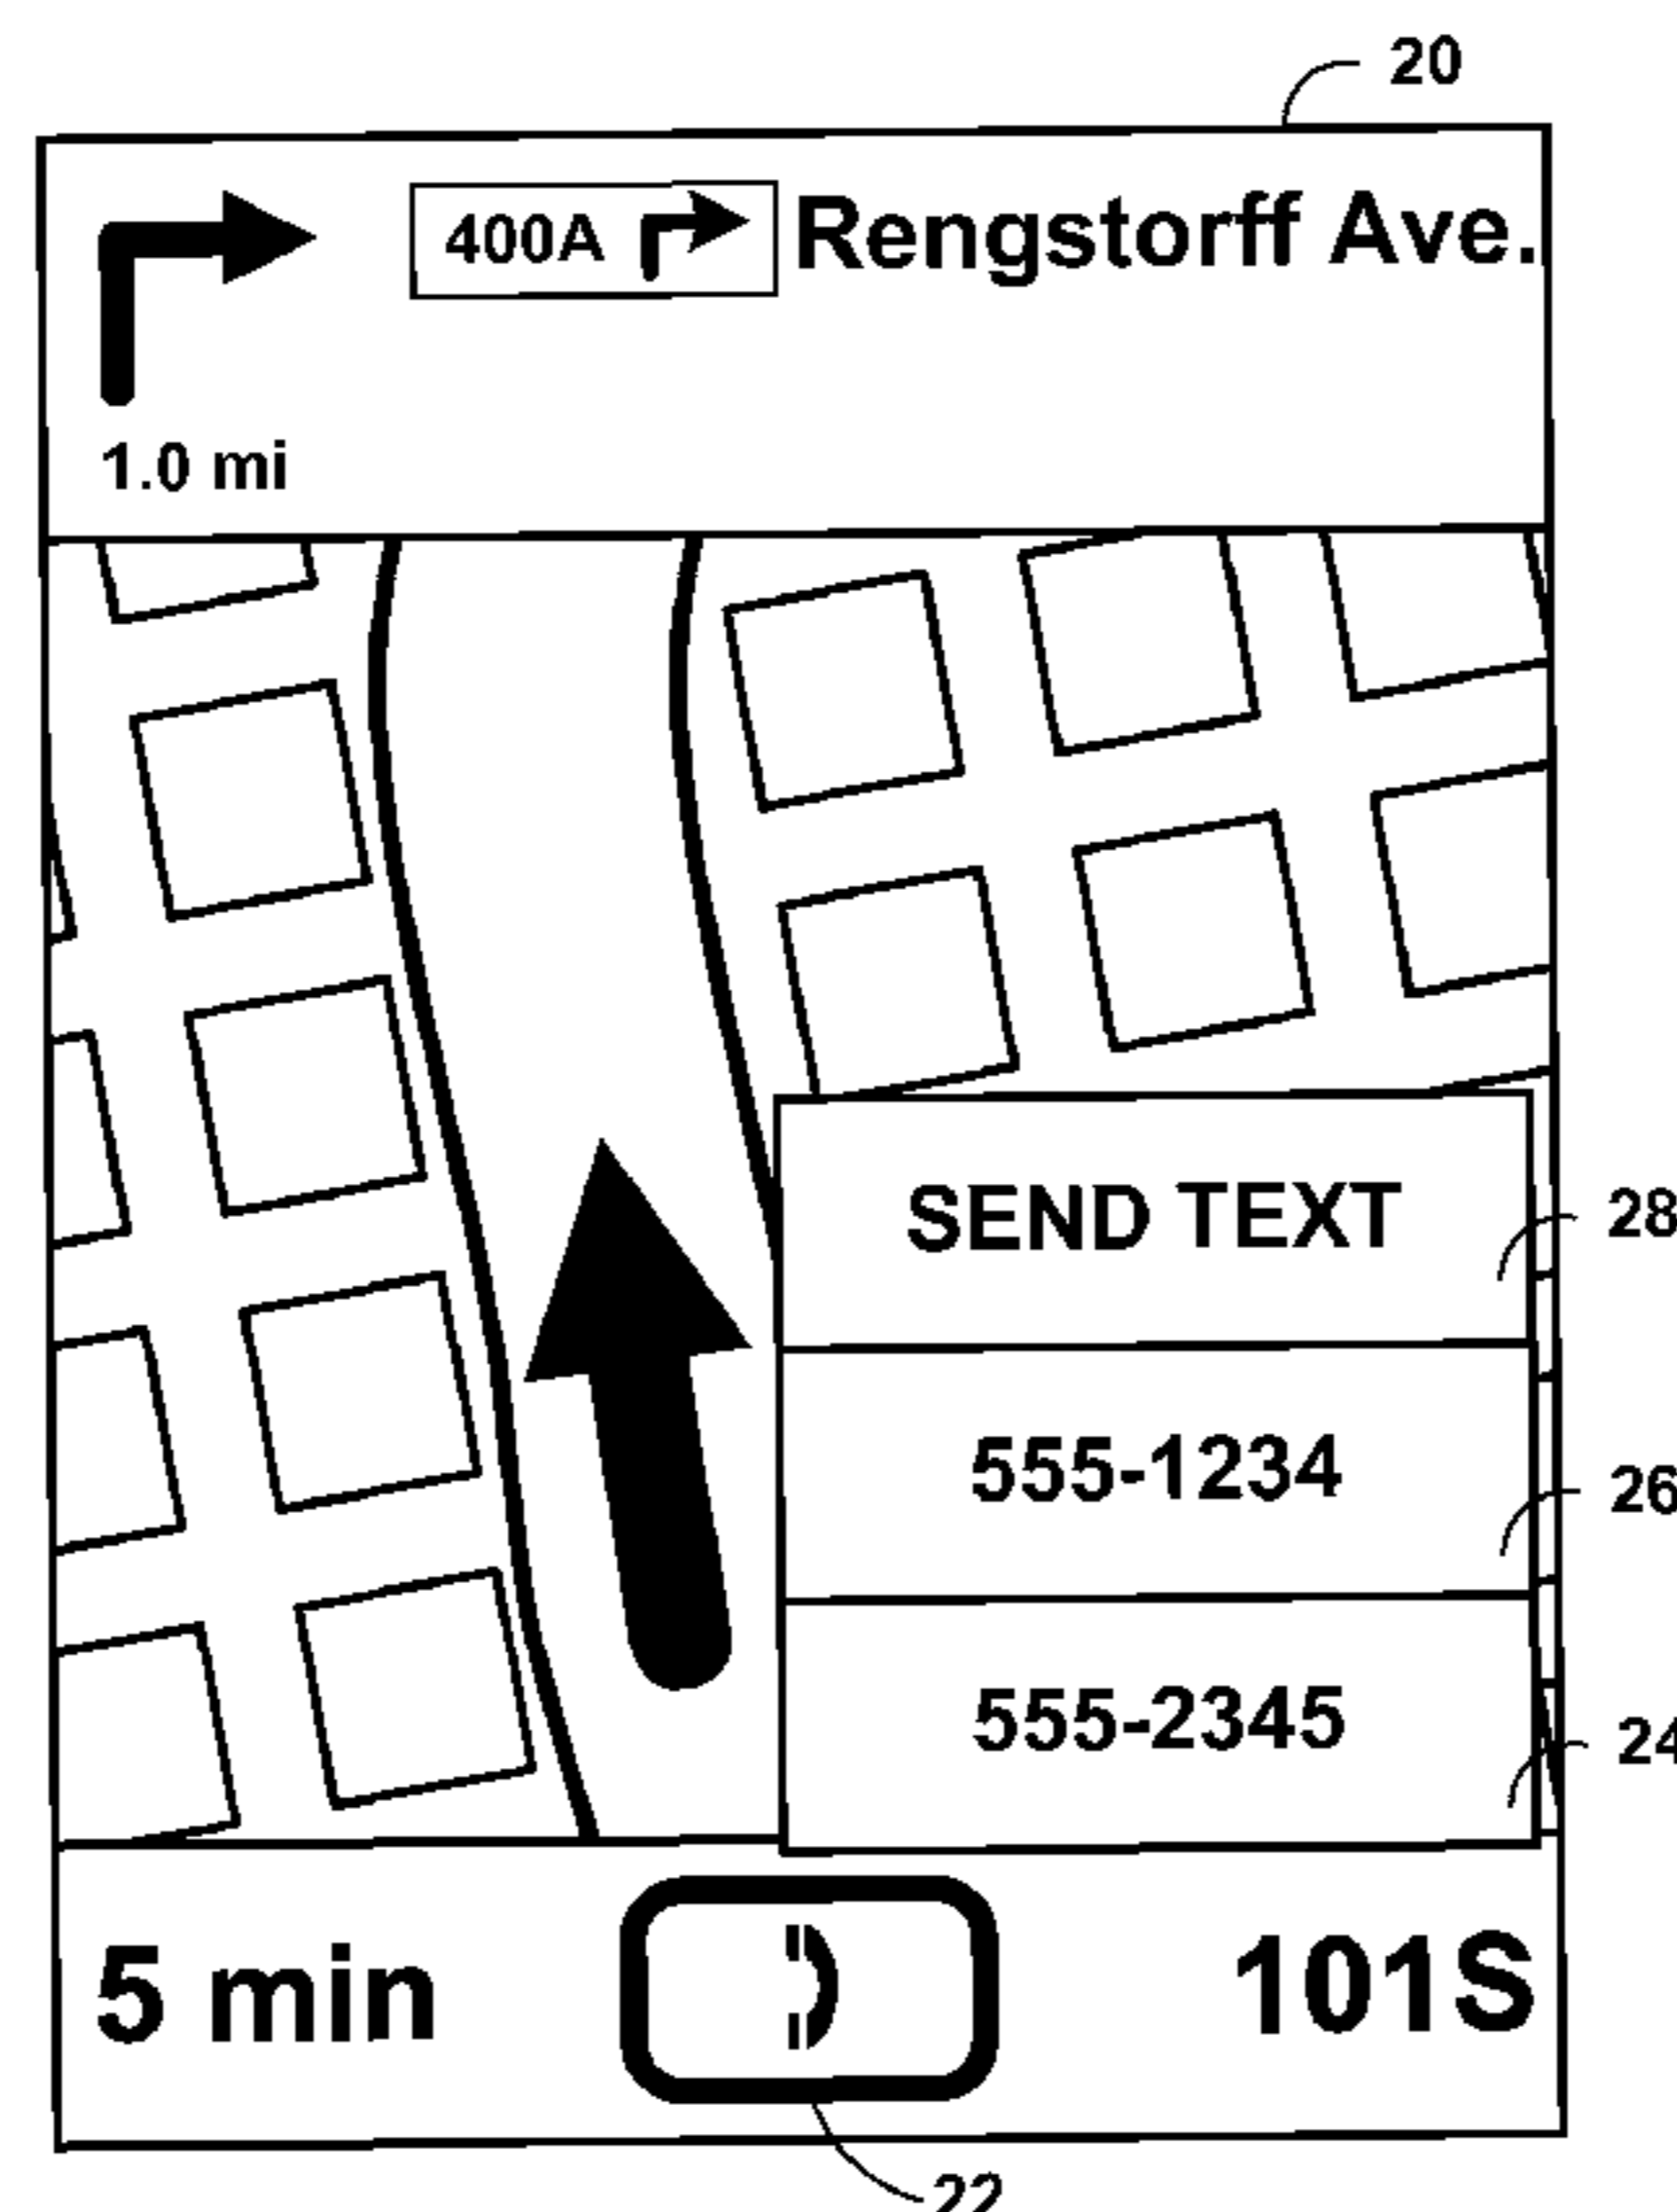 20
400A Rengstorff Ave.
1.0 mi
SEND TEXT
28
555-1234
26
555-2345
24
5 min
101S
22